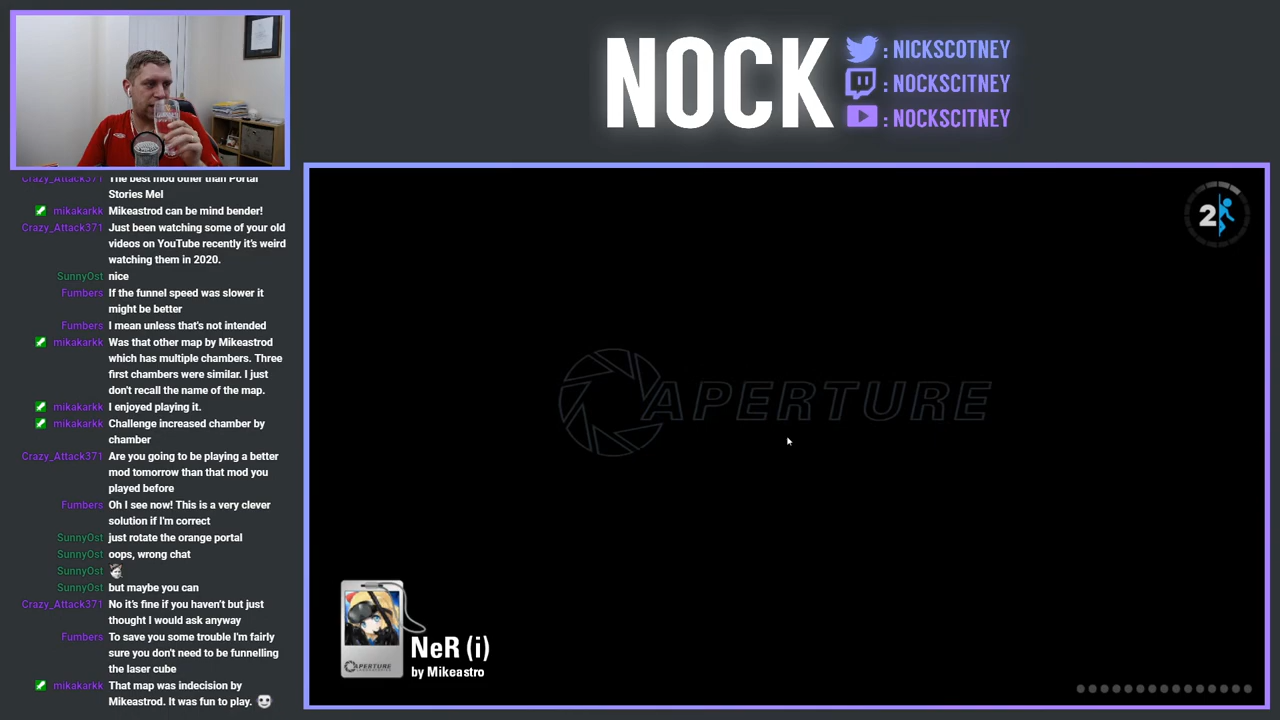 NOCK
: NICKSCOTNEY
: NOCKSCITNEY
: NOCKSCITNEY
Crazy_Attack371 The best mod other than Portal
Stories Mel
mikakarkk Mikeastrod can be mind bender!
Crazy_Attack371 Just been watching some of your old
videos on YouTube recently it's weird
watching them in 2020.
SunnyOst nice
Fumbers If the funnel speed was slower it
might be better
Fumbers I mean unless that's not intended
mikakarkk Was that other map by Mikeastrod
which has multiple chambers. Three
first chambers were similar. I just
don't recall the name of the map.
mikakarkk I enjoyed playing it.
mikakarkk Challenge increased chamber by
chamber
Crazy_Attack371 Are you going to be playing a better
mod tomorrow than that mod you
played before
Fumbers Oh I see now! This is a very clever
solution if I'm correct
SunnyOst just rotate the orange portal
SunnyOst oops, wrong chat
SunnyOst
SunnyOst but maybe you can
Crazy_Attack371 No it's fine if you haven't but just
thought I would ask anyway
Fumbers To save you some trouble I'm fairly
sure you don't need to be funnelling
the laser cube
mikakarkk That map was indecision by
Mikeastrod. It was fun to play.
2
APERTURE
NeR (i)
by Mikeastro
APERTURE